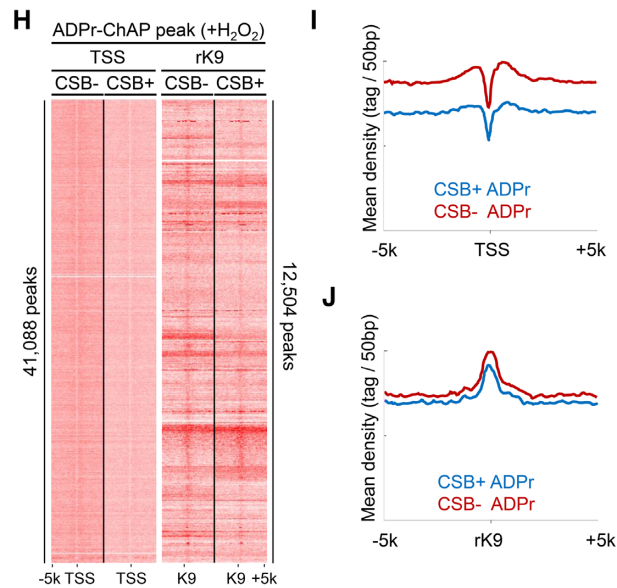 H
ADPr-ChAP peak (+H₂O₂)
TSS rK9
CSB- CSB+ CSB- CSB+
41,088 peaks
12,504 peaks
-5k TSS TSS K9 K9 +5k
I
Mean density (tag / 50bp)
CSB+ ADPr
CSB- ADPr
-5k TSS +5k
J
Mean density (tag / 50bp)
CSB+ ADPr
CSB- ADPr
-5k rK9 +5k